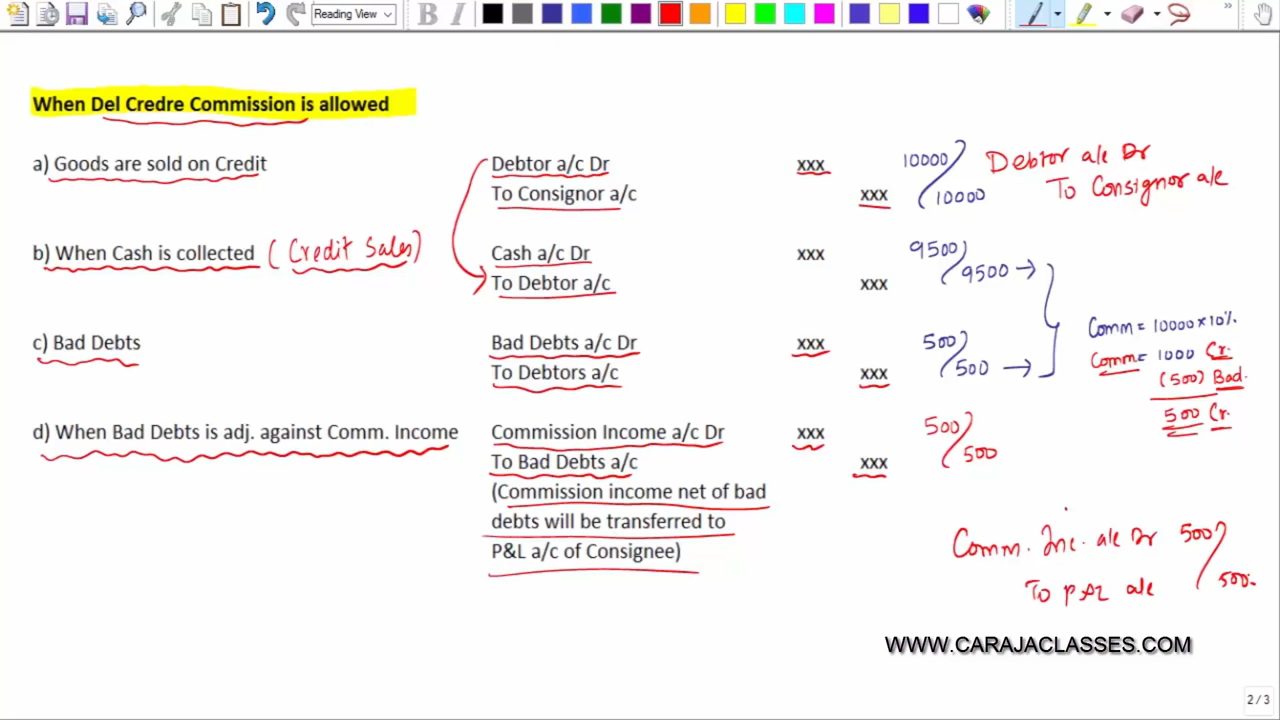 Reading View
When Del Credre Commission is allowed
a) Goods are sold on Credit Debtor a/c Dr xxx 10000 Debtor a/c Dr
To Consignor a/c xxx 10000 To Consignor a/c
b) When Cash is collected (Credit Sales) Cash a/c Dr xxx 9500
To Debtor a/c xxx 9500
c) Bad Debts Bad Debts a/c Dr xxx 500 Comm = 10000 x 10%
To Debtors a/c xxx 500 Comm = 1000 Cr.
(500) Bad.
500 Cr.
d) When Bad Debts is adj. against Comm. Income Commission Income a/c Dr xxx 500
To Bad Debts a/c xxx 500
(Commission income net of bad
debts will be transferred to
P&L a/c of Consignee)
Comm. Inc. a/c Dr 500
To P&L a/c 500.
WWW.CARAJACLASSES.COM
2/3